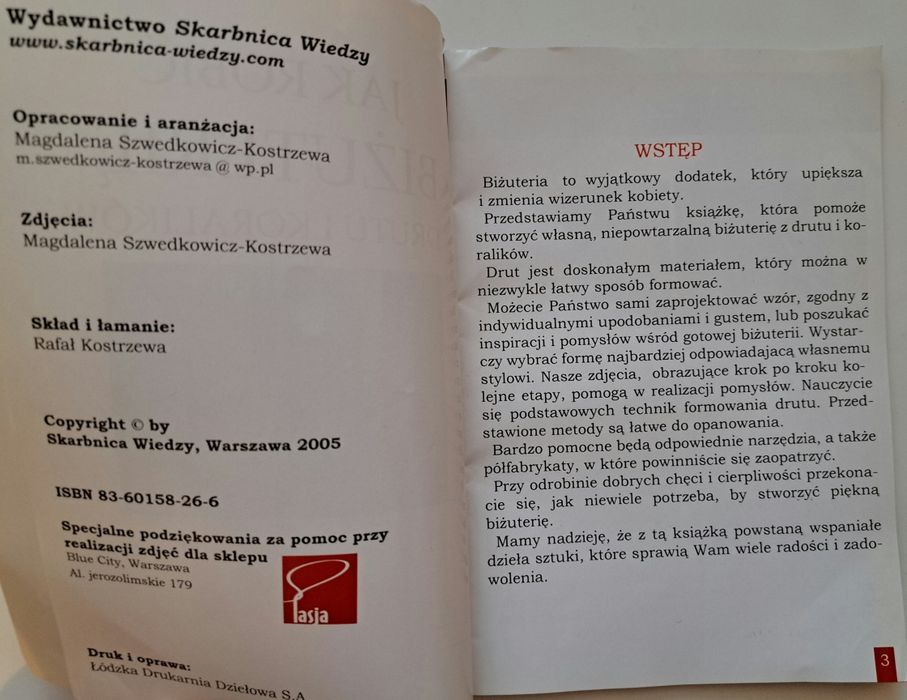 Wydawnictwo Skarbnica Wiedzy
www.skarbnica-wiedzy.com
Opracowanie i aranżacja:
Magdalena Szwedkowicz-Kostrzewa
m.szwedkowicz-kostrzewa @ wp.pl
Zdjęcia:
Magdalena Szwedkowicz-Kostrzewa
Skład i łamanie:
Rafał Kostrzewa
Copyright © by
Skarbnica Wiedzy, Warszawa 2005
ISBN 83-60158-26-6
Specjalne podziękowania za pomoc przy
realizacji zdjęć dla sklepu
Blue City, Warszawa
Al. jerozolimskie 179
Pasja
Druk i oprawa:
Łódzka Drukarnia Dziełowa S.A
WSTĘP
Biżuteria to wyjątkowy dodatek, który upiększa
i zmienia wizerunek kobiety.
Przedstawiamy Państwu książkę, która pomoże
stworzyć własną, niepowtarzalną biżuterię z drutu i ko-
ralików.
Drut jest doskonałym materiałem, który można w
niezwykle łatwy sposób formować.
Możecie Państwo sami zaprojektować wzór, zgodny z
indywidualnymi upodobaniami i gustem, lub poszukać
inspiracji i pomysłów wśród gotowej biżuterii. Wystar-
czy wybrać formę najbardziej odpowiadajacą własnemu
stylowi. Nasze zdjęcia, obrazujące krok po kroku ko-
lejne etapy, pomogą w realizacji pomysłów. Nauczycie
się podstawowych technik formowania drutu. Przed-
stawione metody są łatwe do opanowania.
Bardzo pomocne będą odpowiednie narzędzia, a także
półfabrykaty, w które powinniście się zaopatrzyć.
Przy odrobinie dobrych chęci i cierpliwości przekona-
cie się, jak niewiele potrzeba, by stworzyć piękną
biżuterię.
Mamy nadzieję, że z tą książką powstaną wspaniałe
dzieła sztuki, które sprawią Wam wiele radości i zado-
wolenia.
3